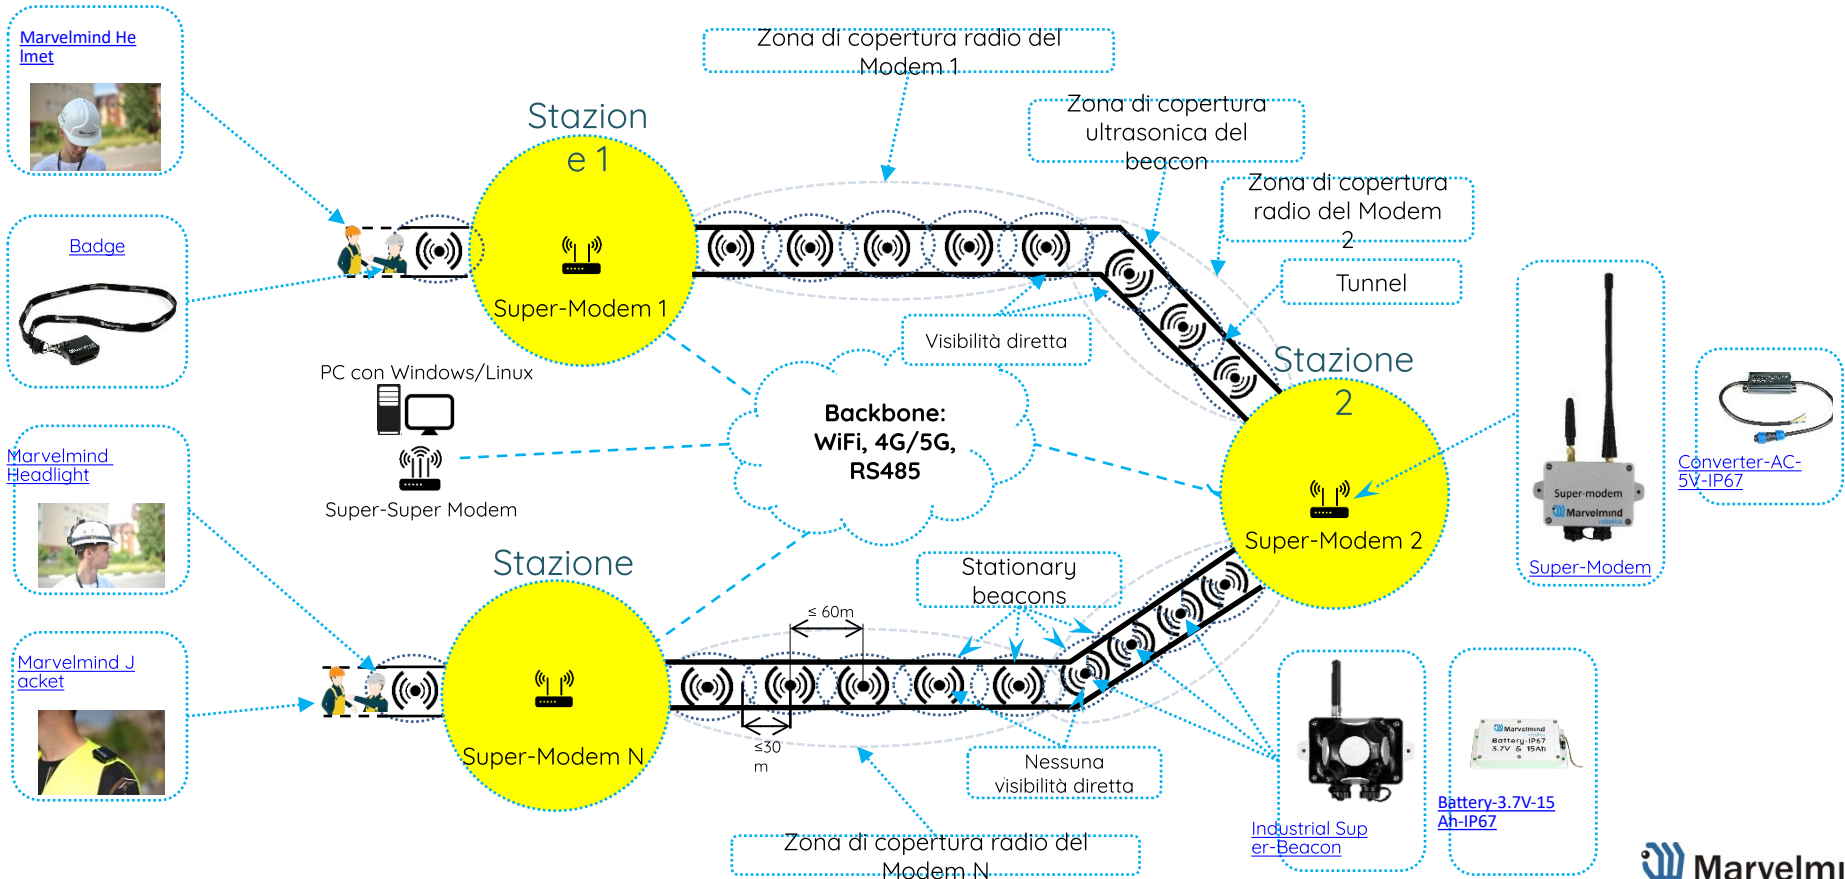 Marvelmind He
lmet
Zona di copertura radio del
Modem 1
Stazion
e 1
Zona di copertura
ultrasonica del
beacon
Zona di copertura
radio del Modem
2
Badge
Tunnel
Super-Modem 1
Visibilità diretta
Stazione
2
PC con Windows/Linux
Backbone:
WiFi, 4G/5G,
RS485
Marvelmind
Headlight
Super-Super Modem
Converter-AC-
5V-IP67
Super-modem
Marvelmind
robotics
Super-Modem 2
Super-Modem
Stazione
Stationary
beacons
≤ 60m
Marvelmind J
acket
Super-Modem N
≤30
m
Nessuna
visibilità diretta
Marvelmind
Battery-IP67
3.7V & 15Ah
Battery-3.7V-15
Ah-IP67
Industrial Sup
er-Beacon
Zona di copertura radio del
Modem N
Marvelmi